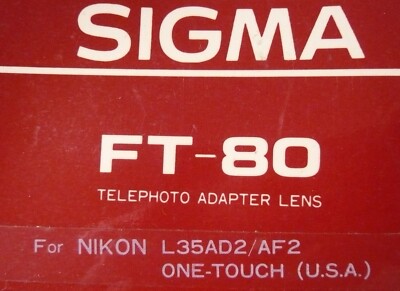 SIGMA
FT-80
TELEPHOTO ADAPTER LENS
For NIKON L35AD2/AF2
ONE-TOUCH (U.S.A.)